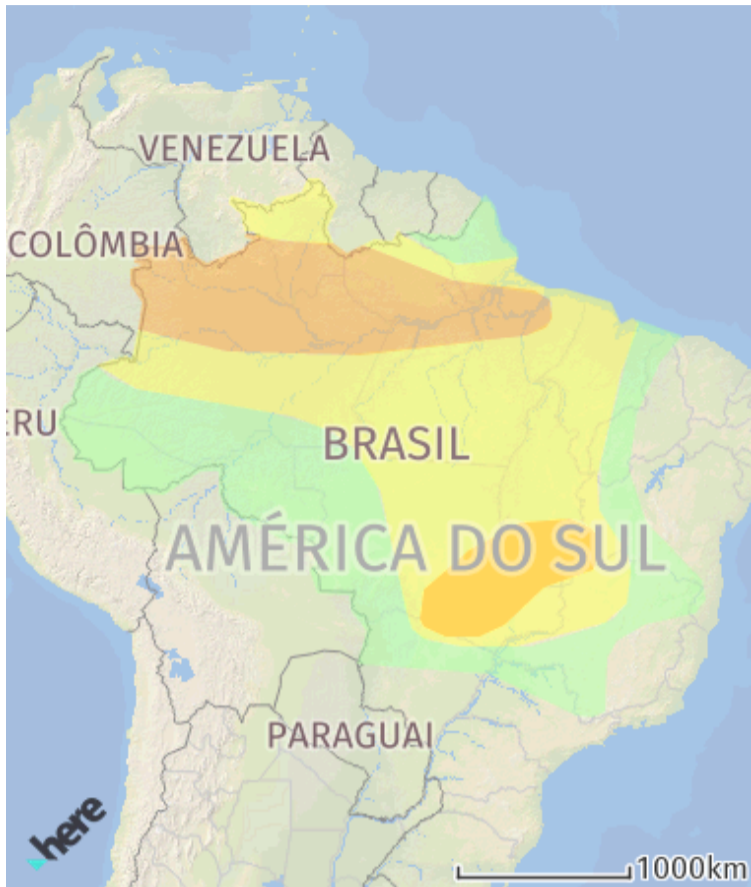 VENEZUELA
COLÔMBIA
ERU
BRASIL
AMÉRICA DO SUL
PARAGUAI
here
1000km